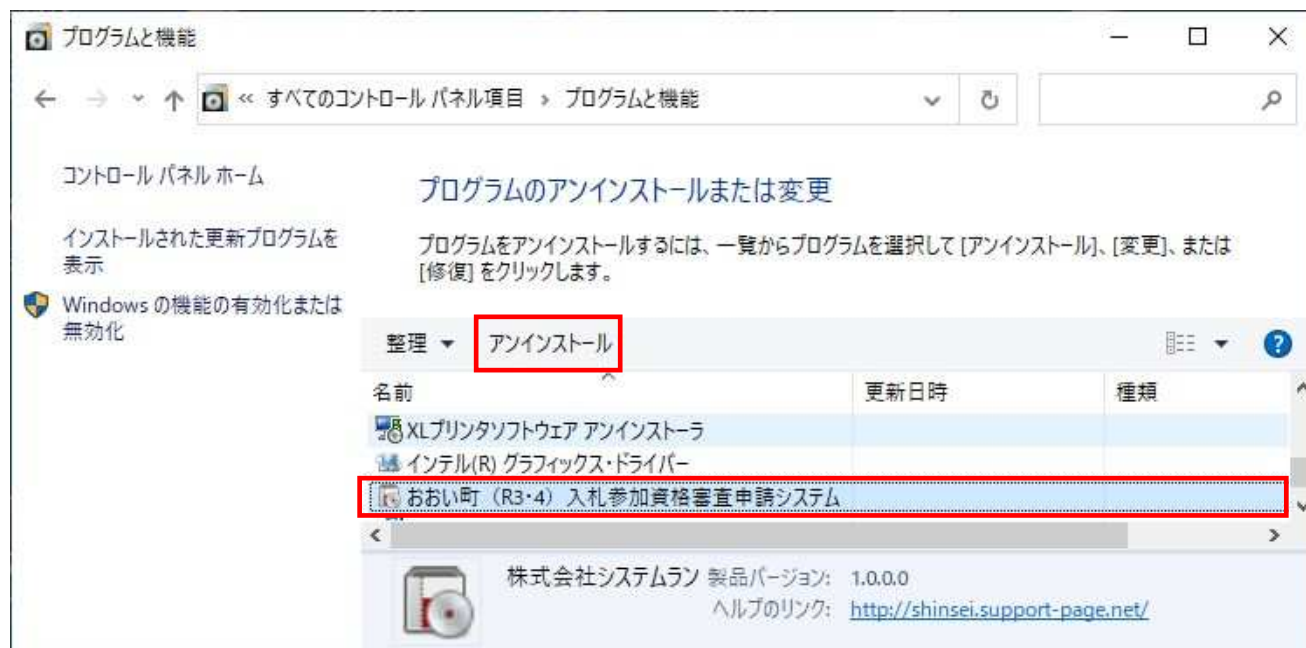 プログラムと機能
« すべてのコントロール パネル項目 › プログラムと機能
コントロール パネル ホーム
インストールされた更新プログラムを
表示
Windows の機能の有効化または
無効化
プログラムのアンインストールまたは変更
プログラムをアンインストールするには、一覧からプログラムを選択して [アンインストール]、[変更]、または
[修復] をクリックします。
整理 アンインストール
名前 更新日時 種類
XLプリンタソフトウェア アンインストーラ
インテル(R) グラフィックス・ドライバー
おおい町（R3・4）入札参加資格審査申請システム
株式会社システムラン 製品バージョン: 1.0.0.0
ヘルプのリンク: http://shinsei.support-page.net/